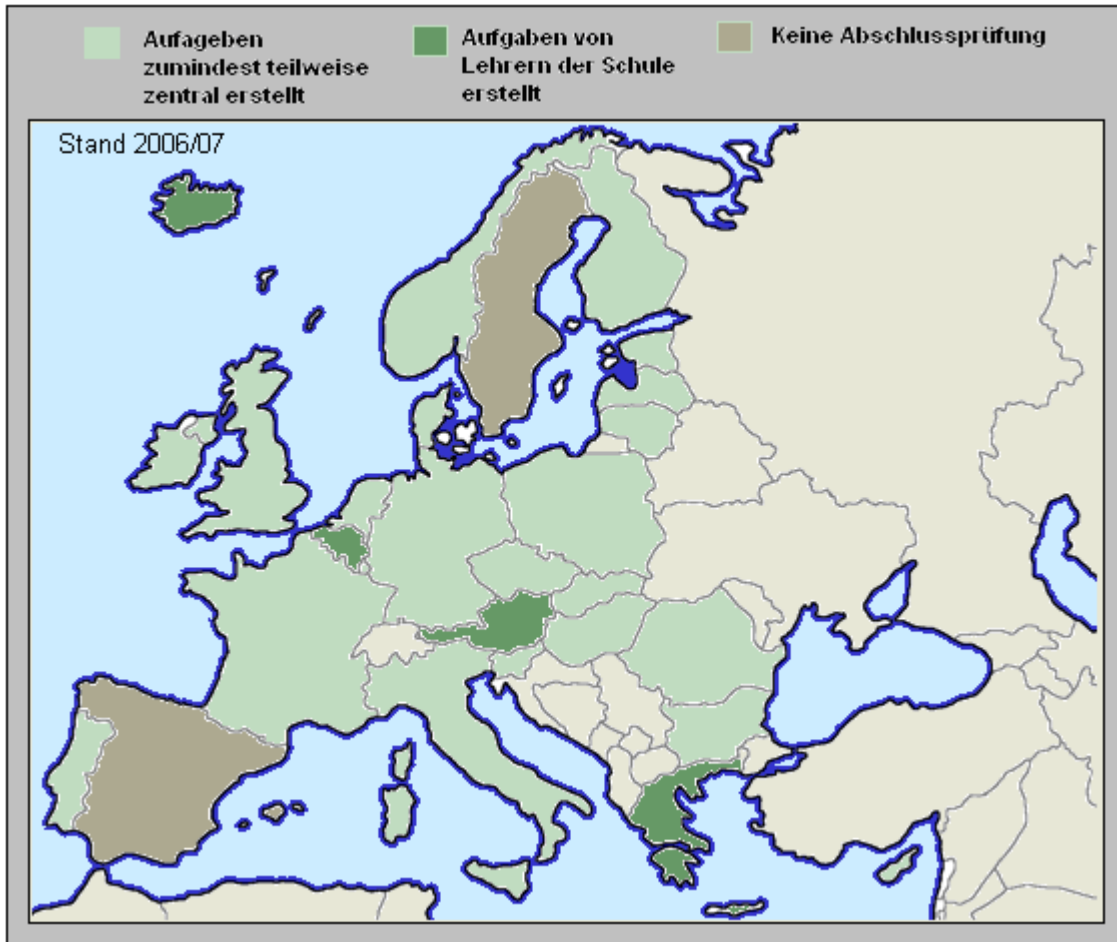 Aufageben
zumindest teilweise
zentral erstellt
Aufgaben von
Lehrern der Schule
erstellt
Keine Abschlussprüfung
Stand 2006/07